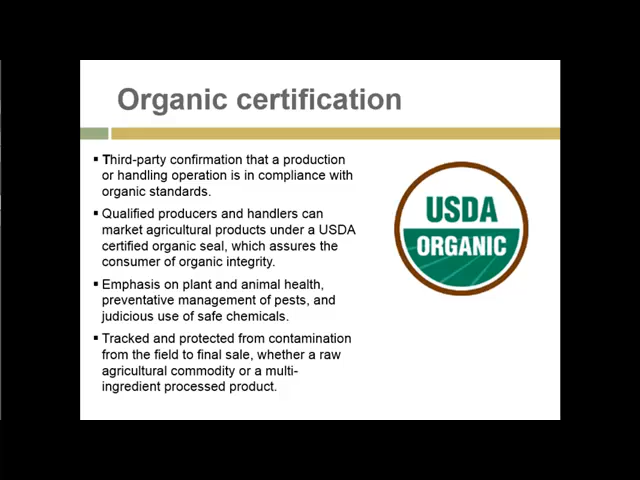 Organic certification
▪ Third-party confirmation that a production
or handling operation is in compliance with
organic standards.
▪ Qualified producers and handlers can
market agricultural products under a USDA
certified organic seal, which assures the
consumer of organic integrity.
▪ Emphasis on plant and animal health,
preventative management of pests, and
judicious use of safe chemicals.
▪ Tracked and protected from contamination
from the field to final sale, whether a raw
agricultural commodity or a multi-
ingredient processed product.
USDA
ORGANIC